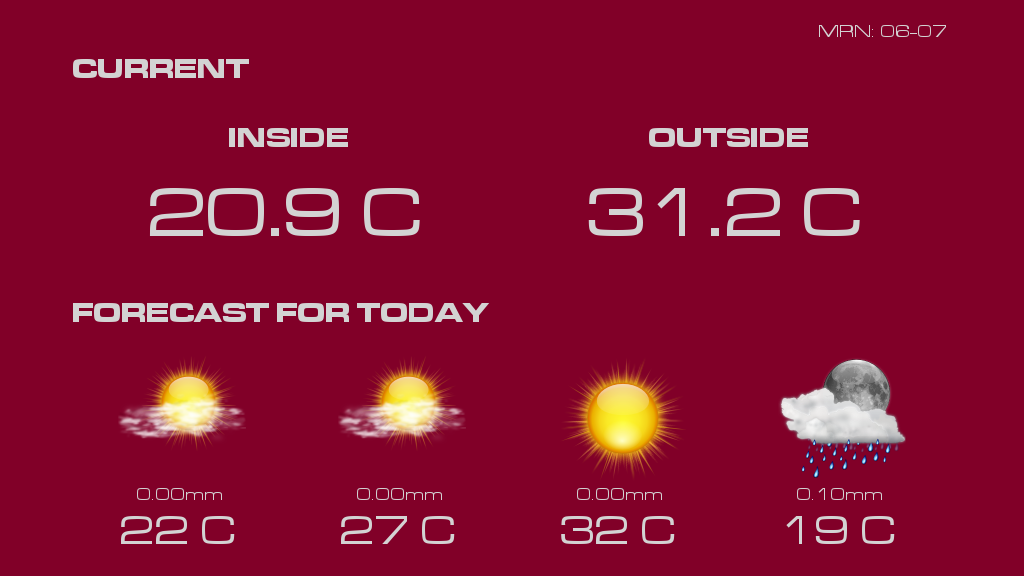 MRN: 06-07
CURRENT
INSIDE OUTSIDE
20.9 C 31.2 C
FORECAST FOR TODAY
0.00mm 0.00mm 0.00mm 0.10mm
22 C 27 C 32 C 19 C